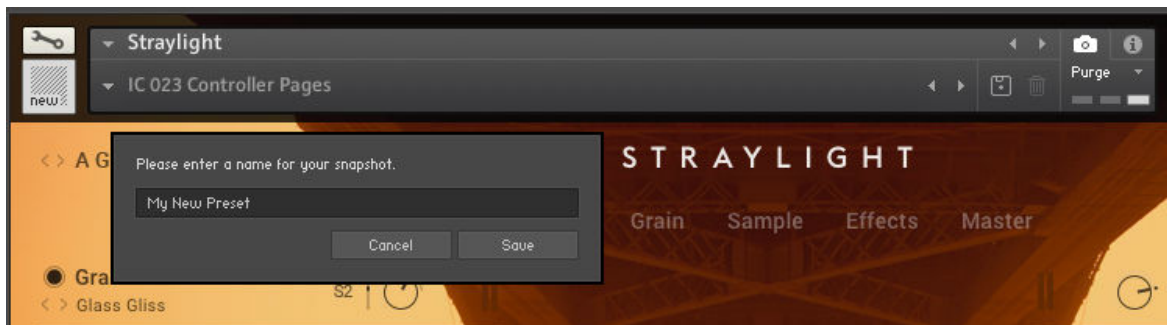 Straylight
IC 023 Controller Pages
Purge
new
A G
Please enter a name for your snapshot.
My New Preset
Cancel
Save
STRAYLIGHT
Grain Sample Effects Master
Gra
Glass Gliss
S2